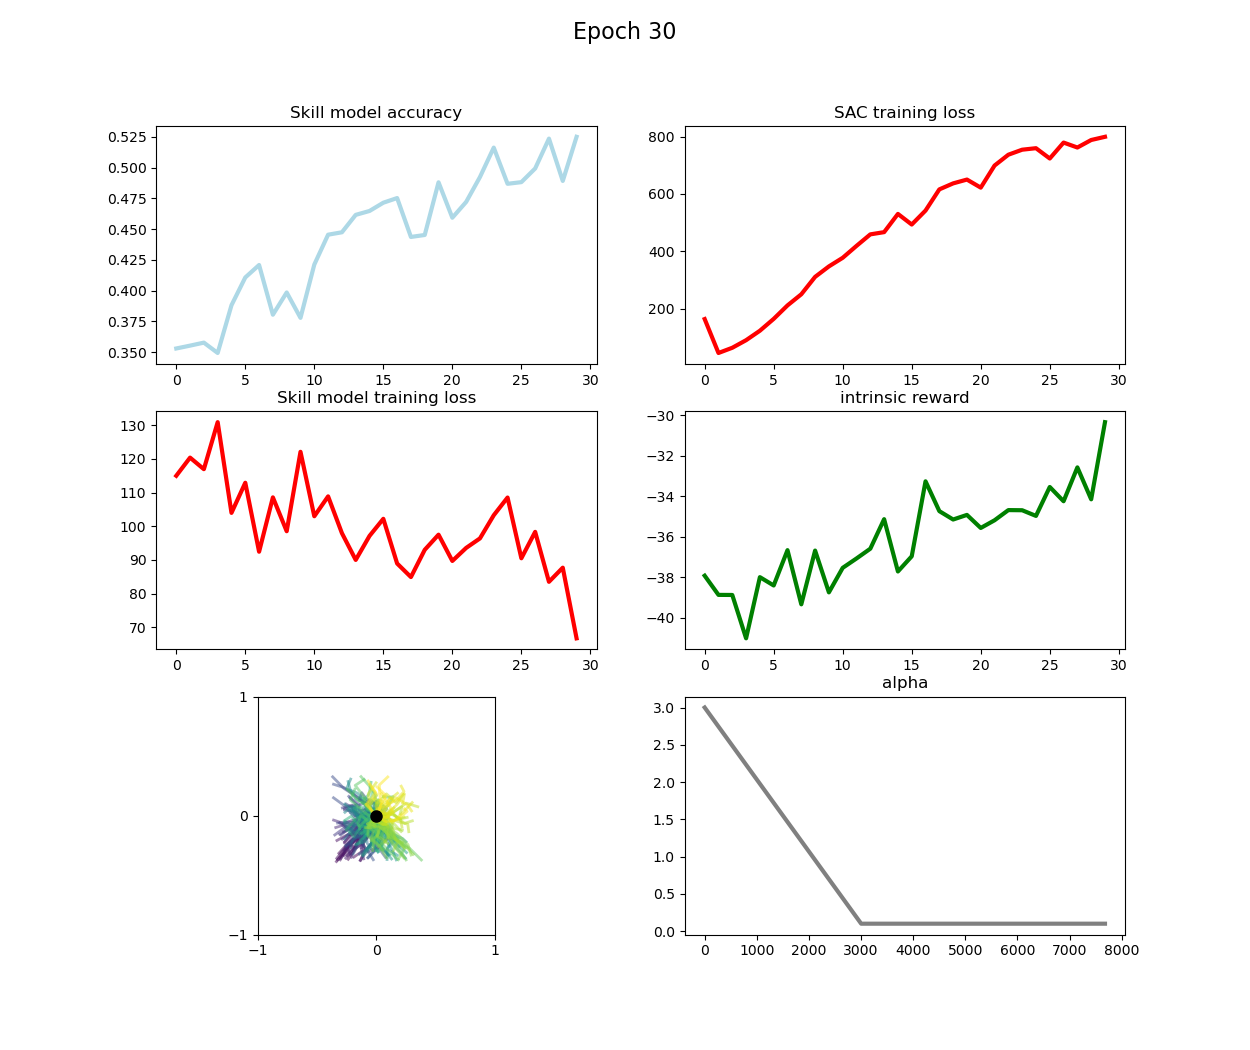 Epoch 30
Skill model accuracy
0.525
0.500
0.475
0.450
0.425
0.400
0.375
0.350
0 5 10 15 20 25 30
SAC training loss
800
600
400
200
0 5 10 15 20 25 30
Skill model training loss
130
120
110
100
90
80
70
0 5 10 15 20 25 30
intrinsic reward
−30
−32
−34
−36
−38
−40
0 5 10 15 20 25 30
1
0
−1
−1 0 1
alpha
3.0
2.5
2.0
1.5
1.0
0.5
0.0
0 1000 2000 3000 4000 5000 6000 7000 8000